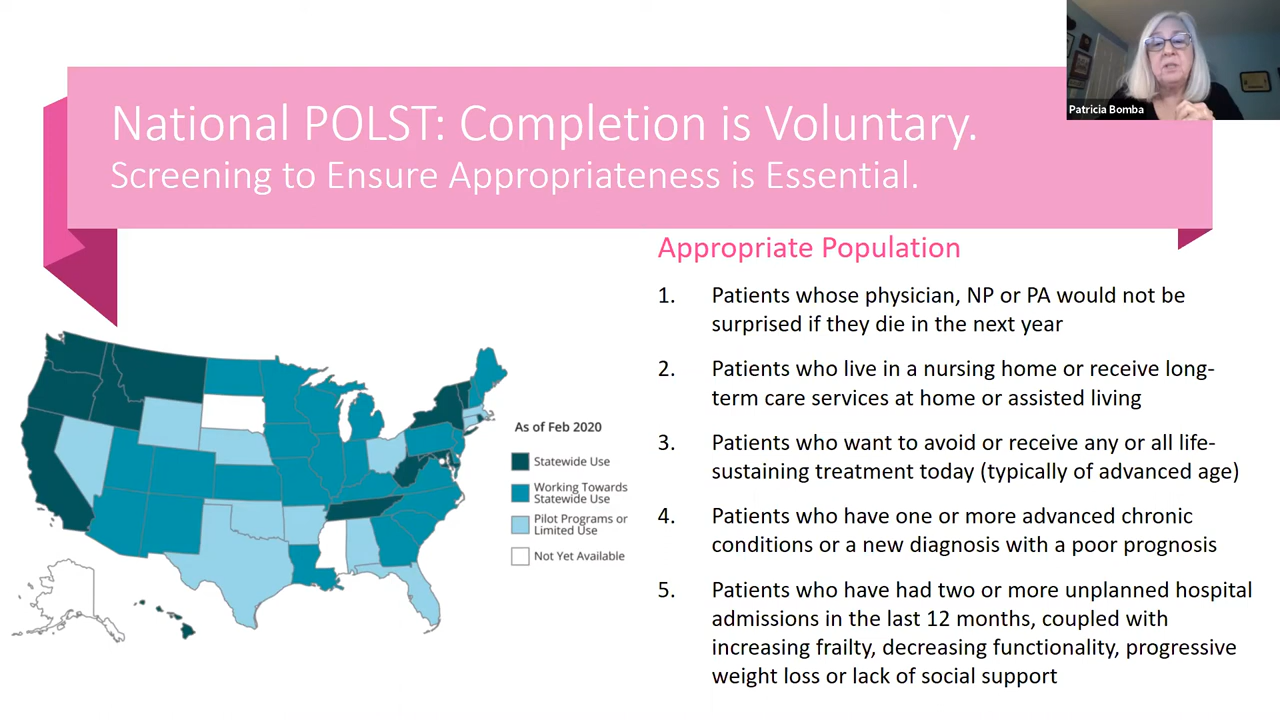 Patricia Bomba
National POLST: Completion is Voluntary.
Screening to Ensure Appropriateness is Essential.
Appropriate Population
1. Patients whose physician, NP or PA would not be
surprised if they die in the next year
2. Patients who live in a nursing home or receive long-
term care services at home or assisted living
3. Patients who want to avoid or receive any or all life-
sustaining treatment today (typically of advanced age)
4. Patients who have one or more advanced chronic
conditions or a new diagnosis with a poor prognosis
5. Patients who have had two or more unplanned hospital
admissions in the last 12 months, coupled with
increasing frailty, decreasing functionality, progressive
weight loss or lack of social support
As of Feb 2020
Statewide Use
Working Towards
Statewide Use
Pilot Programs or
Limited Use
Not Yet Available